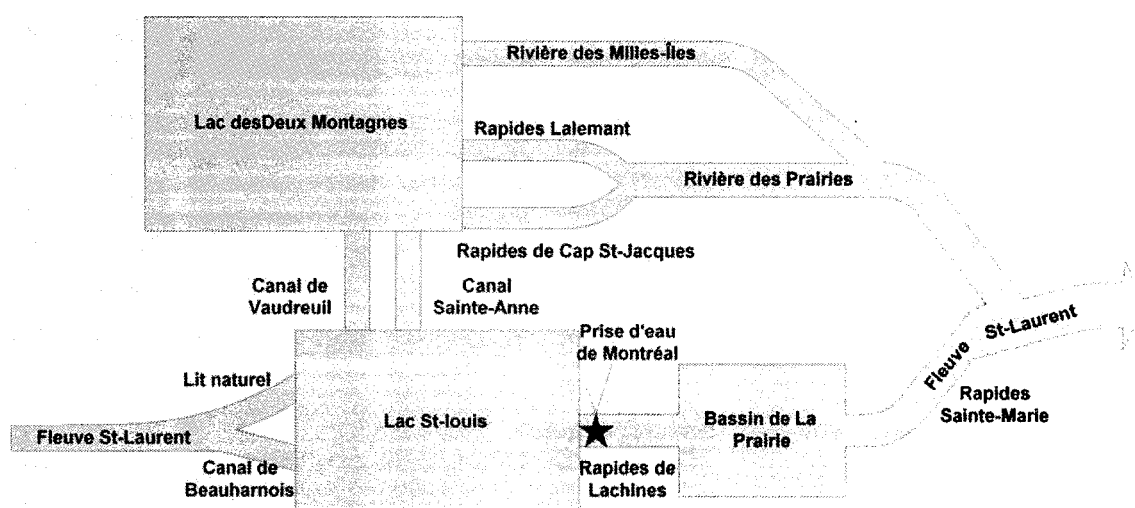 Rivière des Milles-Îles
Lac desDeux Montagnes
Rapides Lalemant
Rivière des Prairies
Rapides de Cap St-Jacques
Canal de
Vaudreuil
Canal
Sainte-Anne
Prise d'eau
de Montréal
Fleuve St-Laurent
Rapides
Sainte-Marie
Lit naturel
Lac St-louis
Bassin de La
Prairie
Fleuve St-Laurent
Canal de
Beauharnois
Rapides de
Lachines